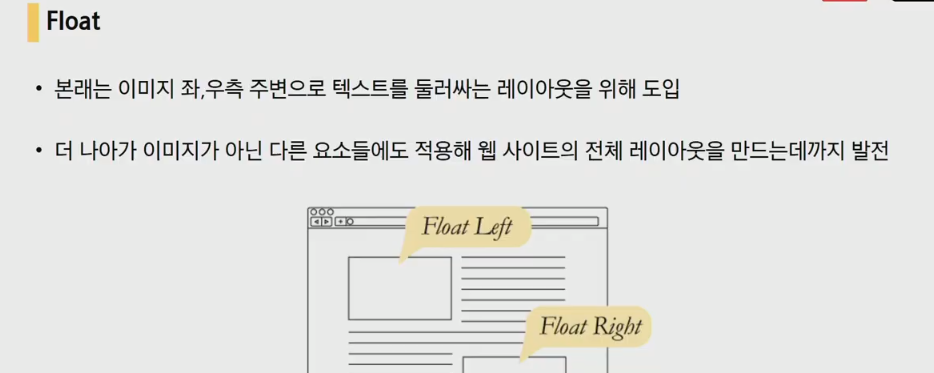 Float
• 본래는 이미지 좌,우측 주변으로 텍스트를 둘러싸는 레이아웃을 위해 도입
• 더 나아가 이미지가 아닌 다른 요소들에도 적용해 웹 사이트의 전체 레이아웃을 만드는데까지 발전
Float Left
Float Right